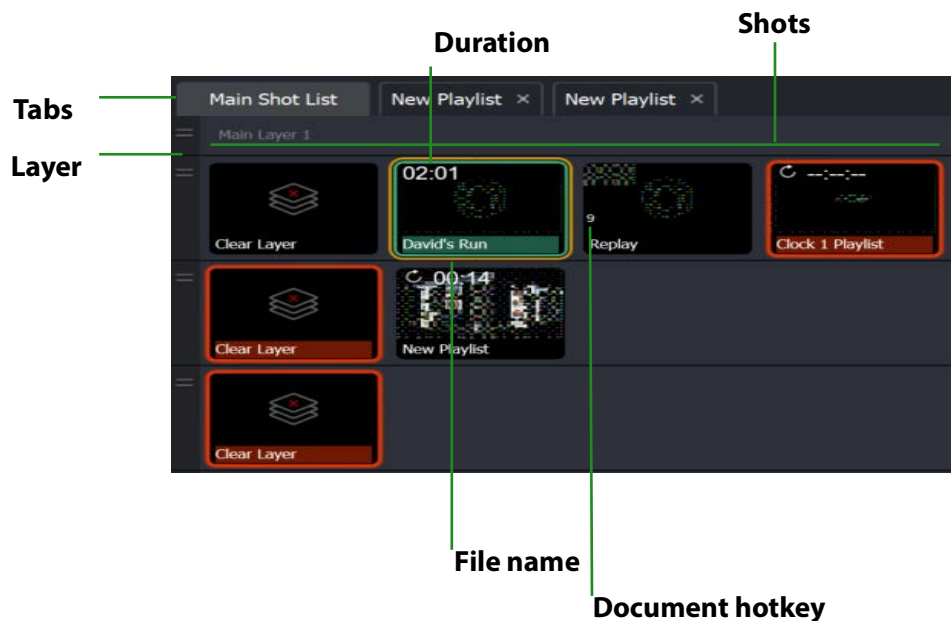 Shots
Duration
Tabs
Main Shot List New Playlist × New Playlist ×
Main Layer 1
Layer
02:01 --:--:--
9
Clear Layer David's Run Replay Clock 1 Playlist
00:14
Clear Layer New Playlist
Clear Layer
File name
Document hotkey